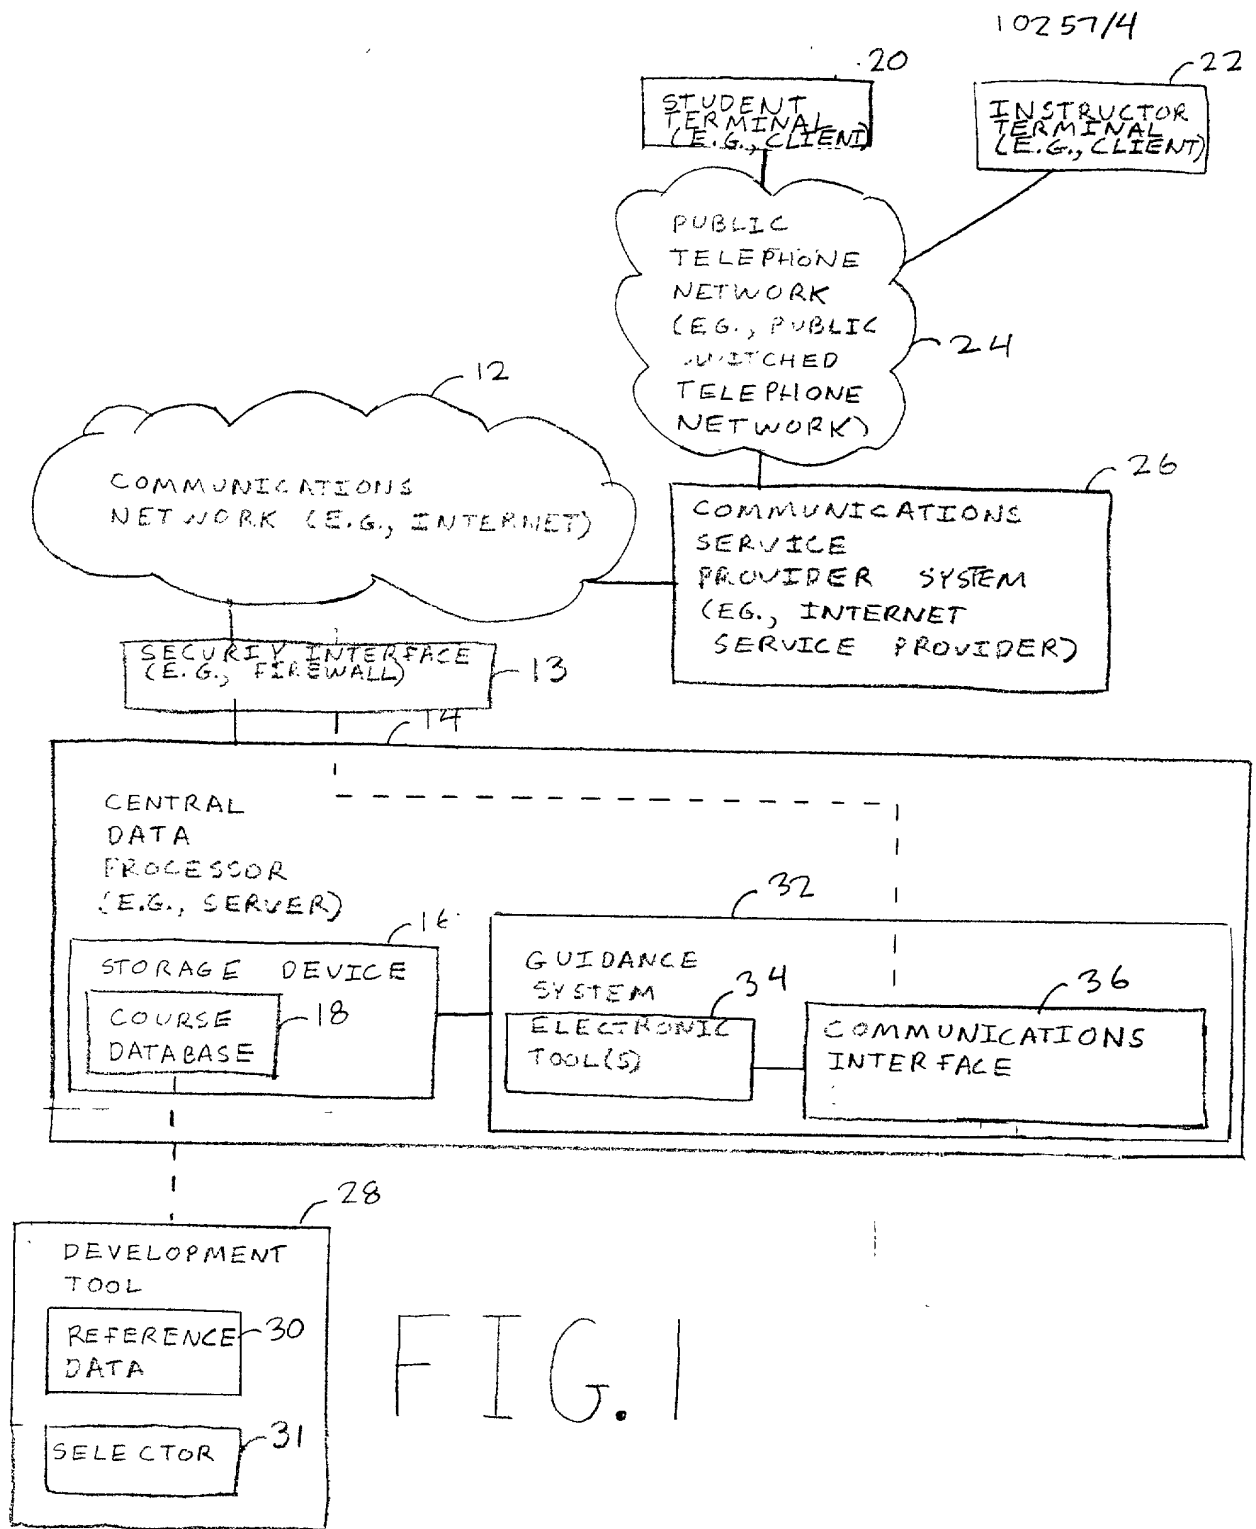 10257/4
20
STUDENT
TERMINAL
(E.G., CLIENT)
22
INSTRUCTOR
TERMINAL
(E.G., CLIENT)
PUBLIC
TELEPHONE
NETWORK
(EG., PUBLIC
SWITCHED
TELEPHONE
NETWORK)
24
12
COMMUNICATIONS
NETWORK (E.G., INTERNET)
26
COMMUNICATIONS
SERVICE
PROVIDER SYSTEM
(EG., INTERNET
SERVICE PROVIDER)
SECURITY INTERFACE
(E.G., FIREWALL)
13
14
CENTRAL
DATA
PROCESSOR
(E.G., SERVER)
16
STORAGE DEVICE
COURSE
DATABASE
18
32
GUIDANCE
SYSTEM
34
ELECTRONIC
TOOL(S)
36
COMMUNICATIONS
INTERFACE
28
DEVELOPMENT
TOOL
REFERENCE
DATA
30
SELECTOR
31
FIG. 1